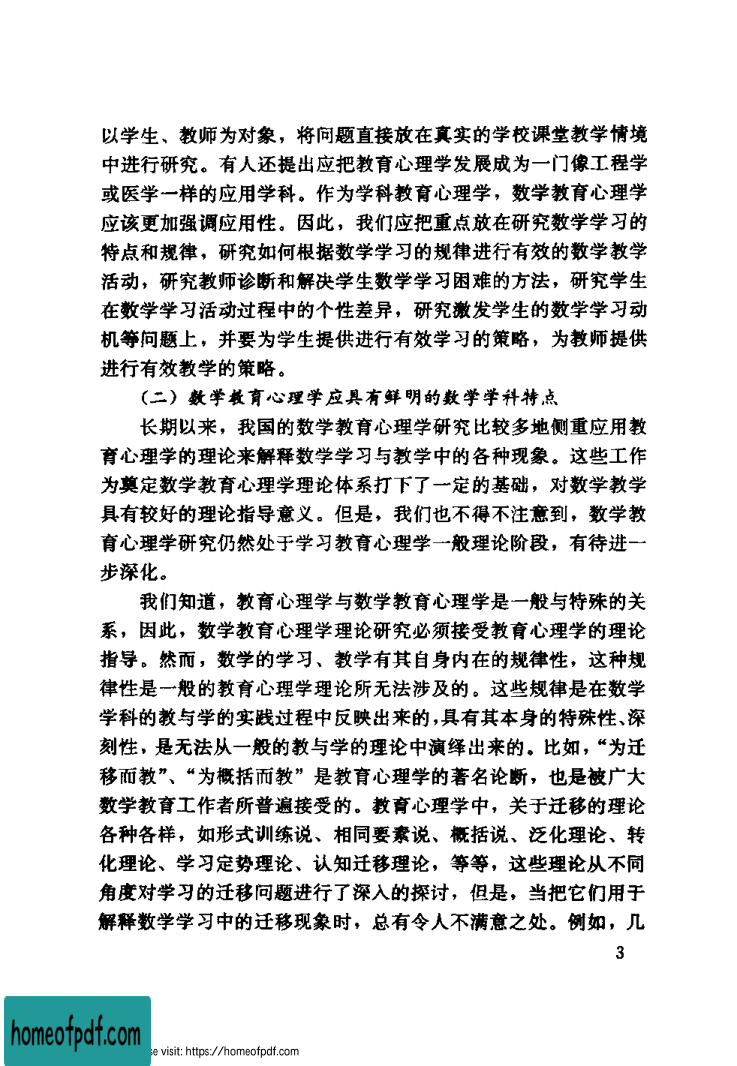 以学生、教师为对象，将问题直接放在真实的学校课堂教学情境
中进行研究。有人还提出应把教育心理学发展成为一门像工程学
或医学一样的应用学科。作为学科教育心理学，数学教育心理学
应该更加强调应用性。因此，我们应把重点放在研究数学学习的
特点和规律，研究如何根据数学学习的规律进行有效的数学教学
活动，研究教师诊断和解决学生数学学习困难的方法，研究学生
在数学学习活动过程中的个性差异，研究激发学生的数学学习动
机等问题上，并要为学生提供进行有效学习的策略，为教师提供
进行有效教学的策略。
（二）数学教育心理学应具有鲜明的数学学科特点
长期以来，我国的数学教育心理学研究比较多地侧重应用教
育心理学的理论来解释数学学习与教学中的各种现象。这些工作
为奠定数学教育心理学理论体系打下了一定的基础，对数学教学
具有较好的理论指导意义。但是，我们也不得不注意到，数学教
育心理学研究仍然处于学习教育心理学一般理论阶段，有待进一
步深化。
我们知道，教育心理学与数学教育心理学是一般与特殊的关
系，因此，数学教育心理学理论研究必须接受教育心理学的理论
指导。然而，数学的学习、教学有其自身内在的规律性，这种规
律性是一般的教育心理学理论所无法涉及的。这些规律是在数学
学科的教与学的实践过程中反映出来的，具有其本身的特殊性、深
刻性，是无法从一般的教与学的理论中演绎出来的。比如，“为迁
移而教”、“为概括而教”是教育心理学的著名论断，也是被广大
数学教育工作者所普遍接受的。教育心理学中，关于迁移的理论
各种各样，如形式训练说、相同要素说、概括说、泛化理论、转
化理论、学习定势理论、认知迁移理论，等等，这些理论从不同
角度对学习的迁移问题进行了深入的探讨，但是，当把它们用于
解释数学学习中的迁移现象时，总有令人不满意之处。例如，几
3
homeofpdf.com
se visit: https://homeofpdf.com